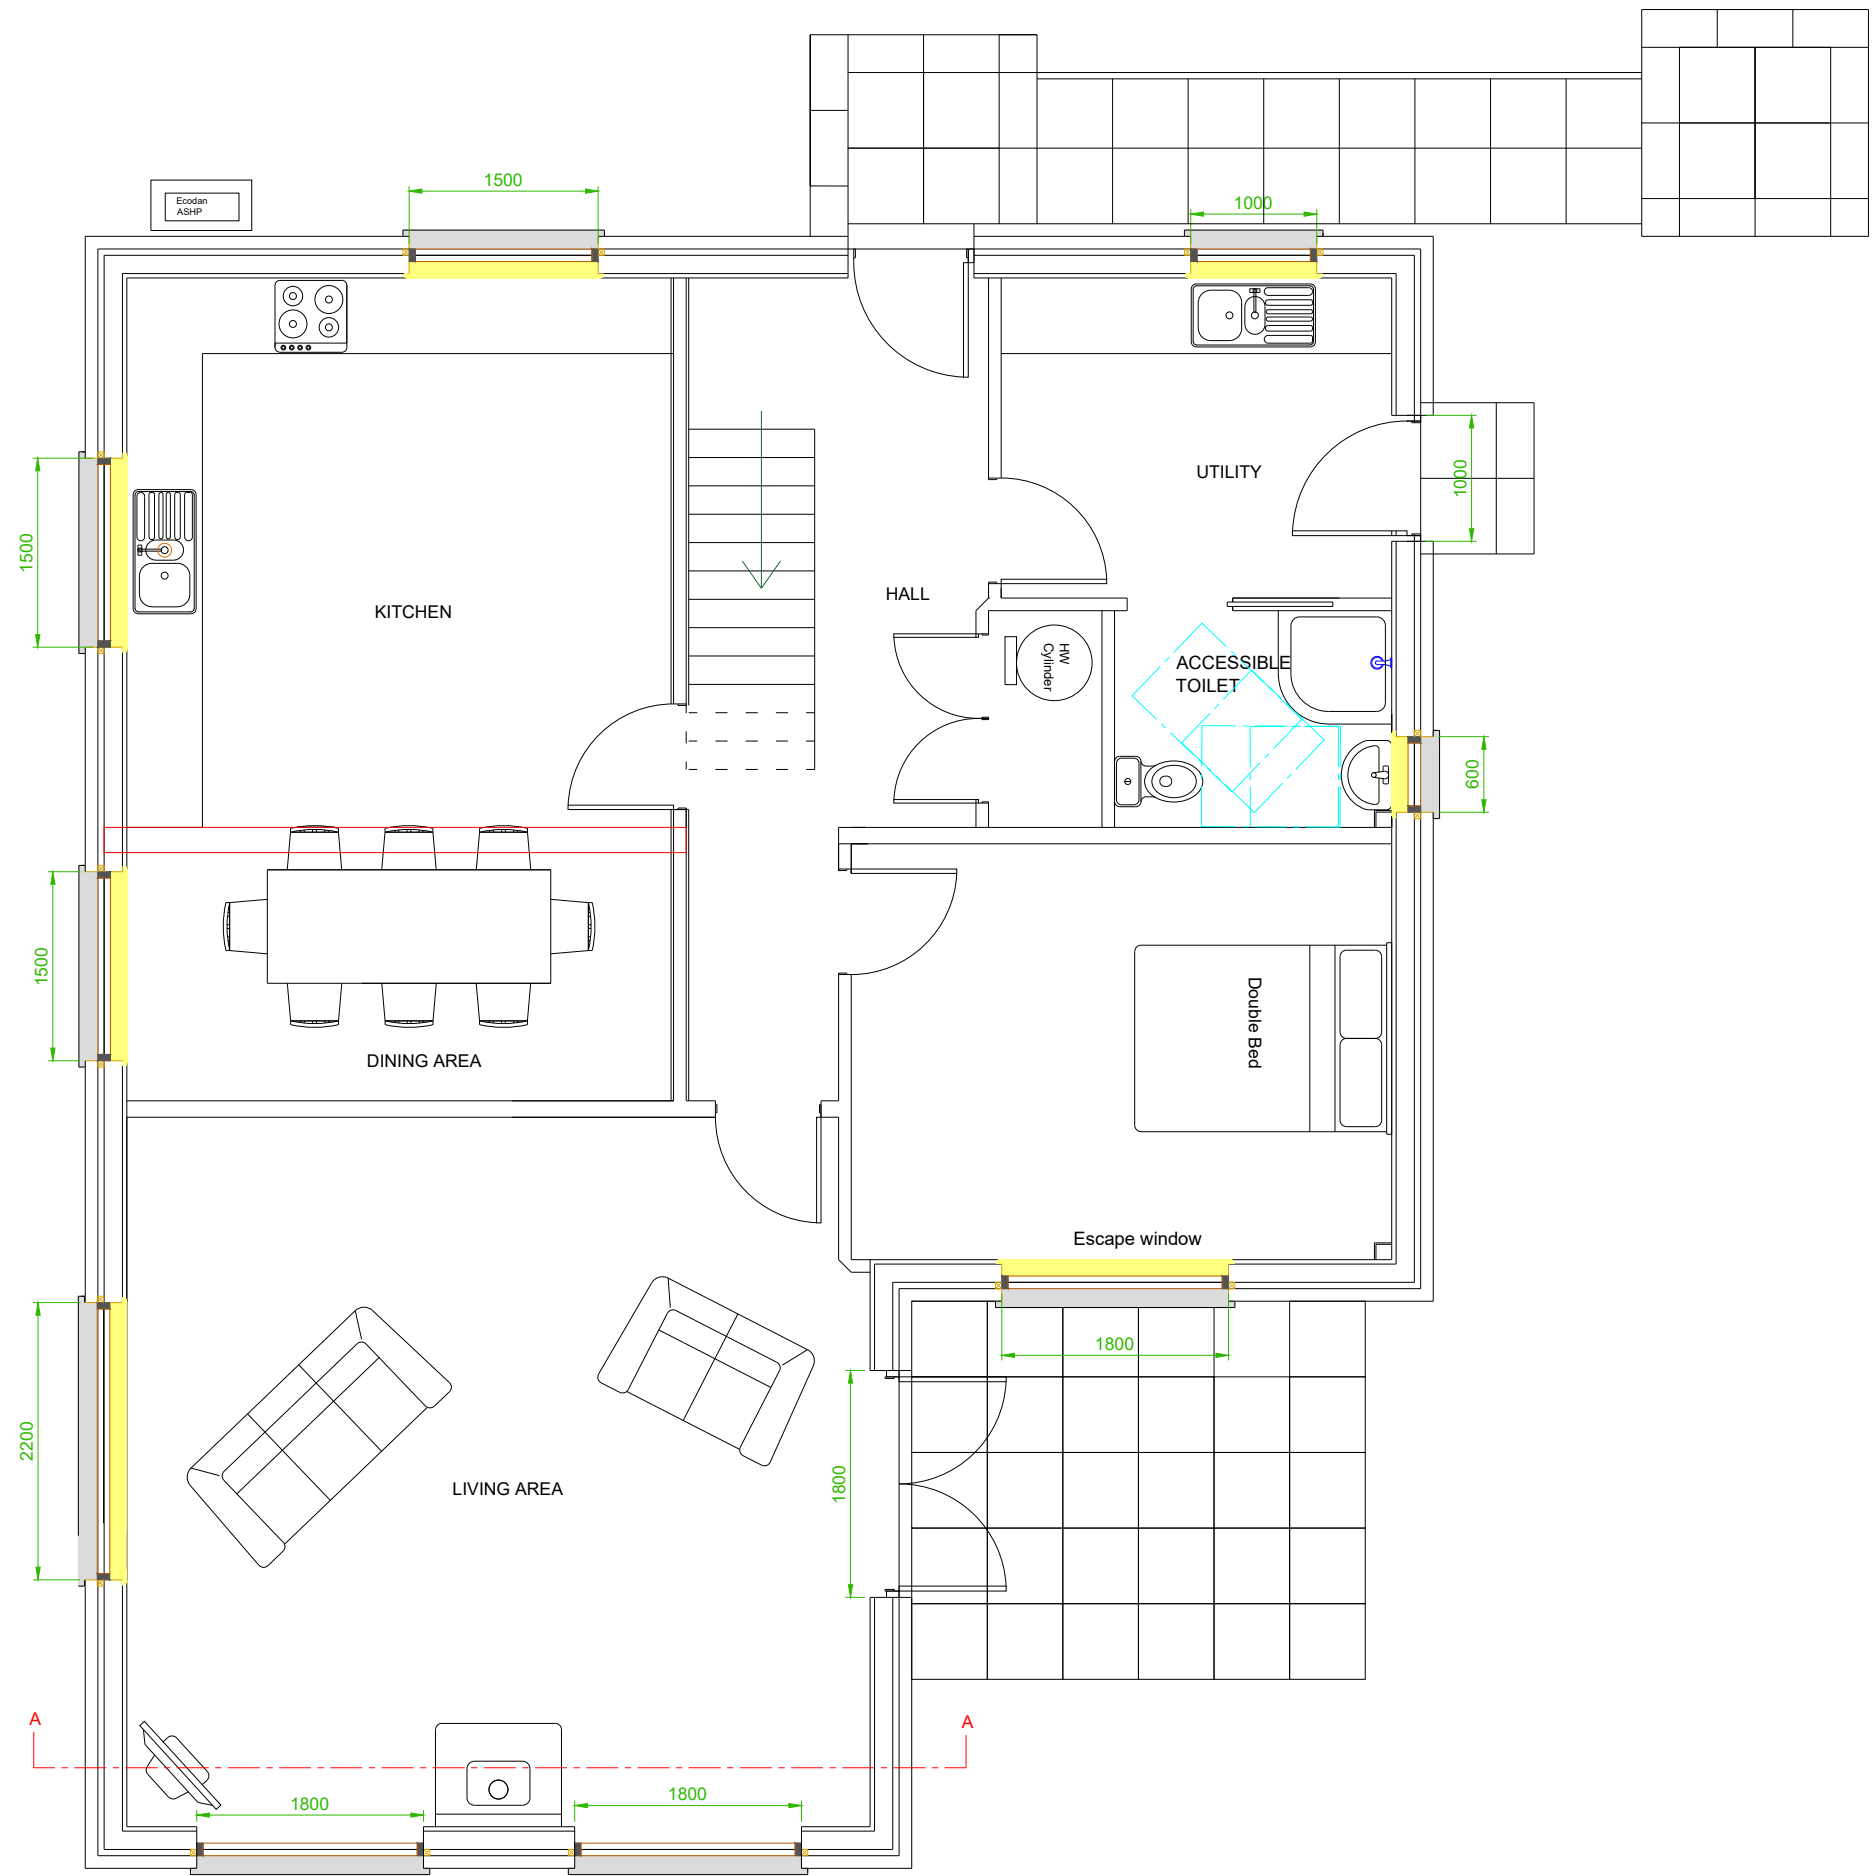 1500
1000
Ecodan
ASHP
UTILITY
1000
1500
HALL
KITCHEN
HW
Cylinder
ACCESSIBLE
TOILET
600
1500
Double Bed
DINING AREA
Escape window
1800
2200
LIVING AREA
1800
A
A
1800
1800